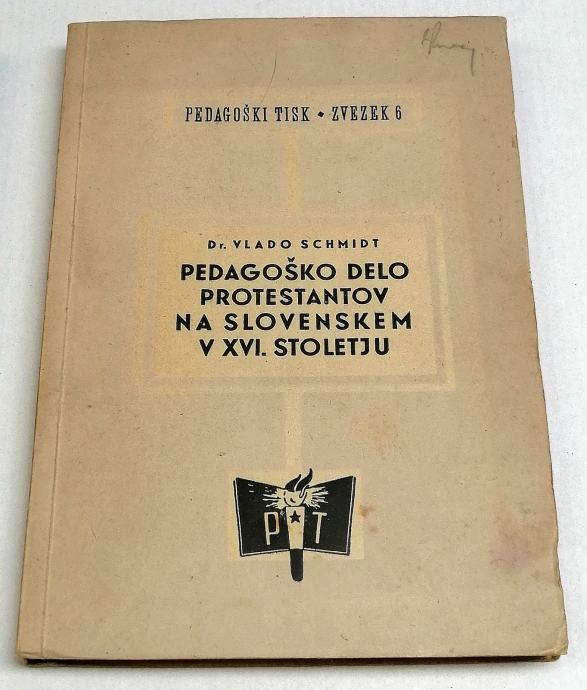 PEDAGOŠKI TISK • ZVEZEK 6
Dr. VLADO SCHMIDT
PEDAGOŠKO DELO
PROTESTANTOV
NA SLOVENSKEM
V XVI. STOLETJU
P T